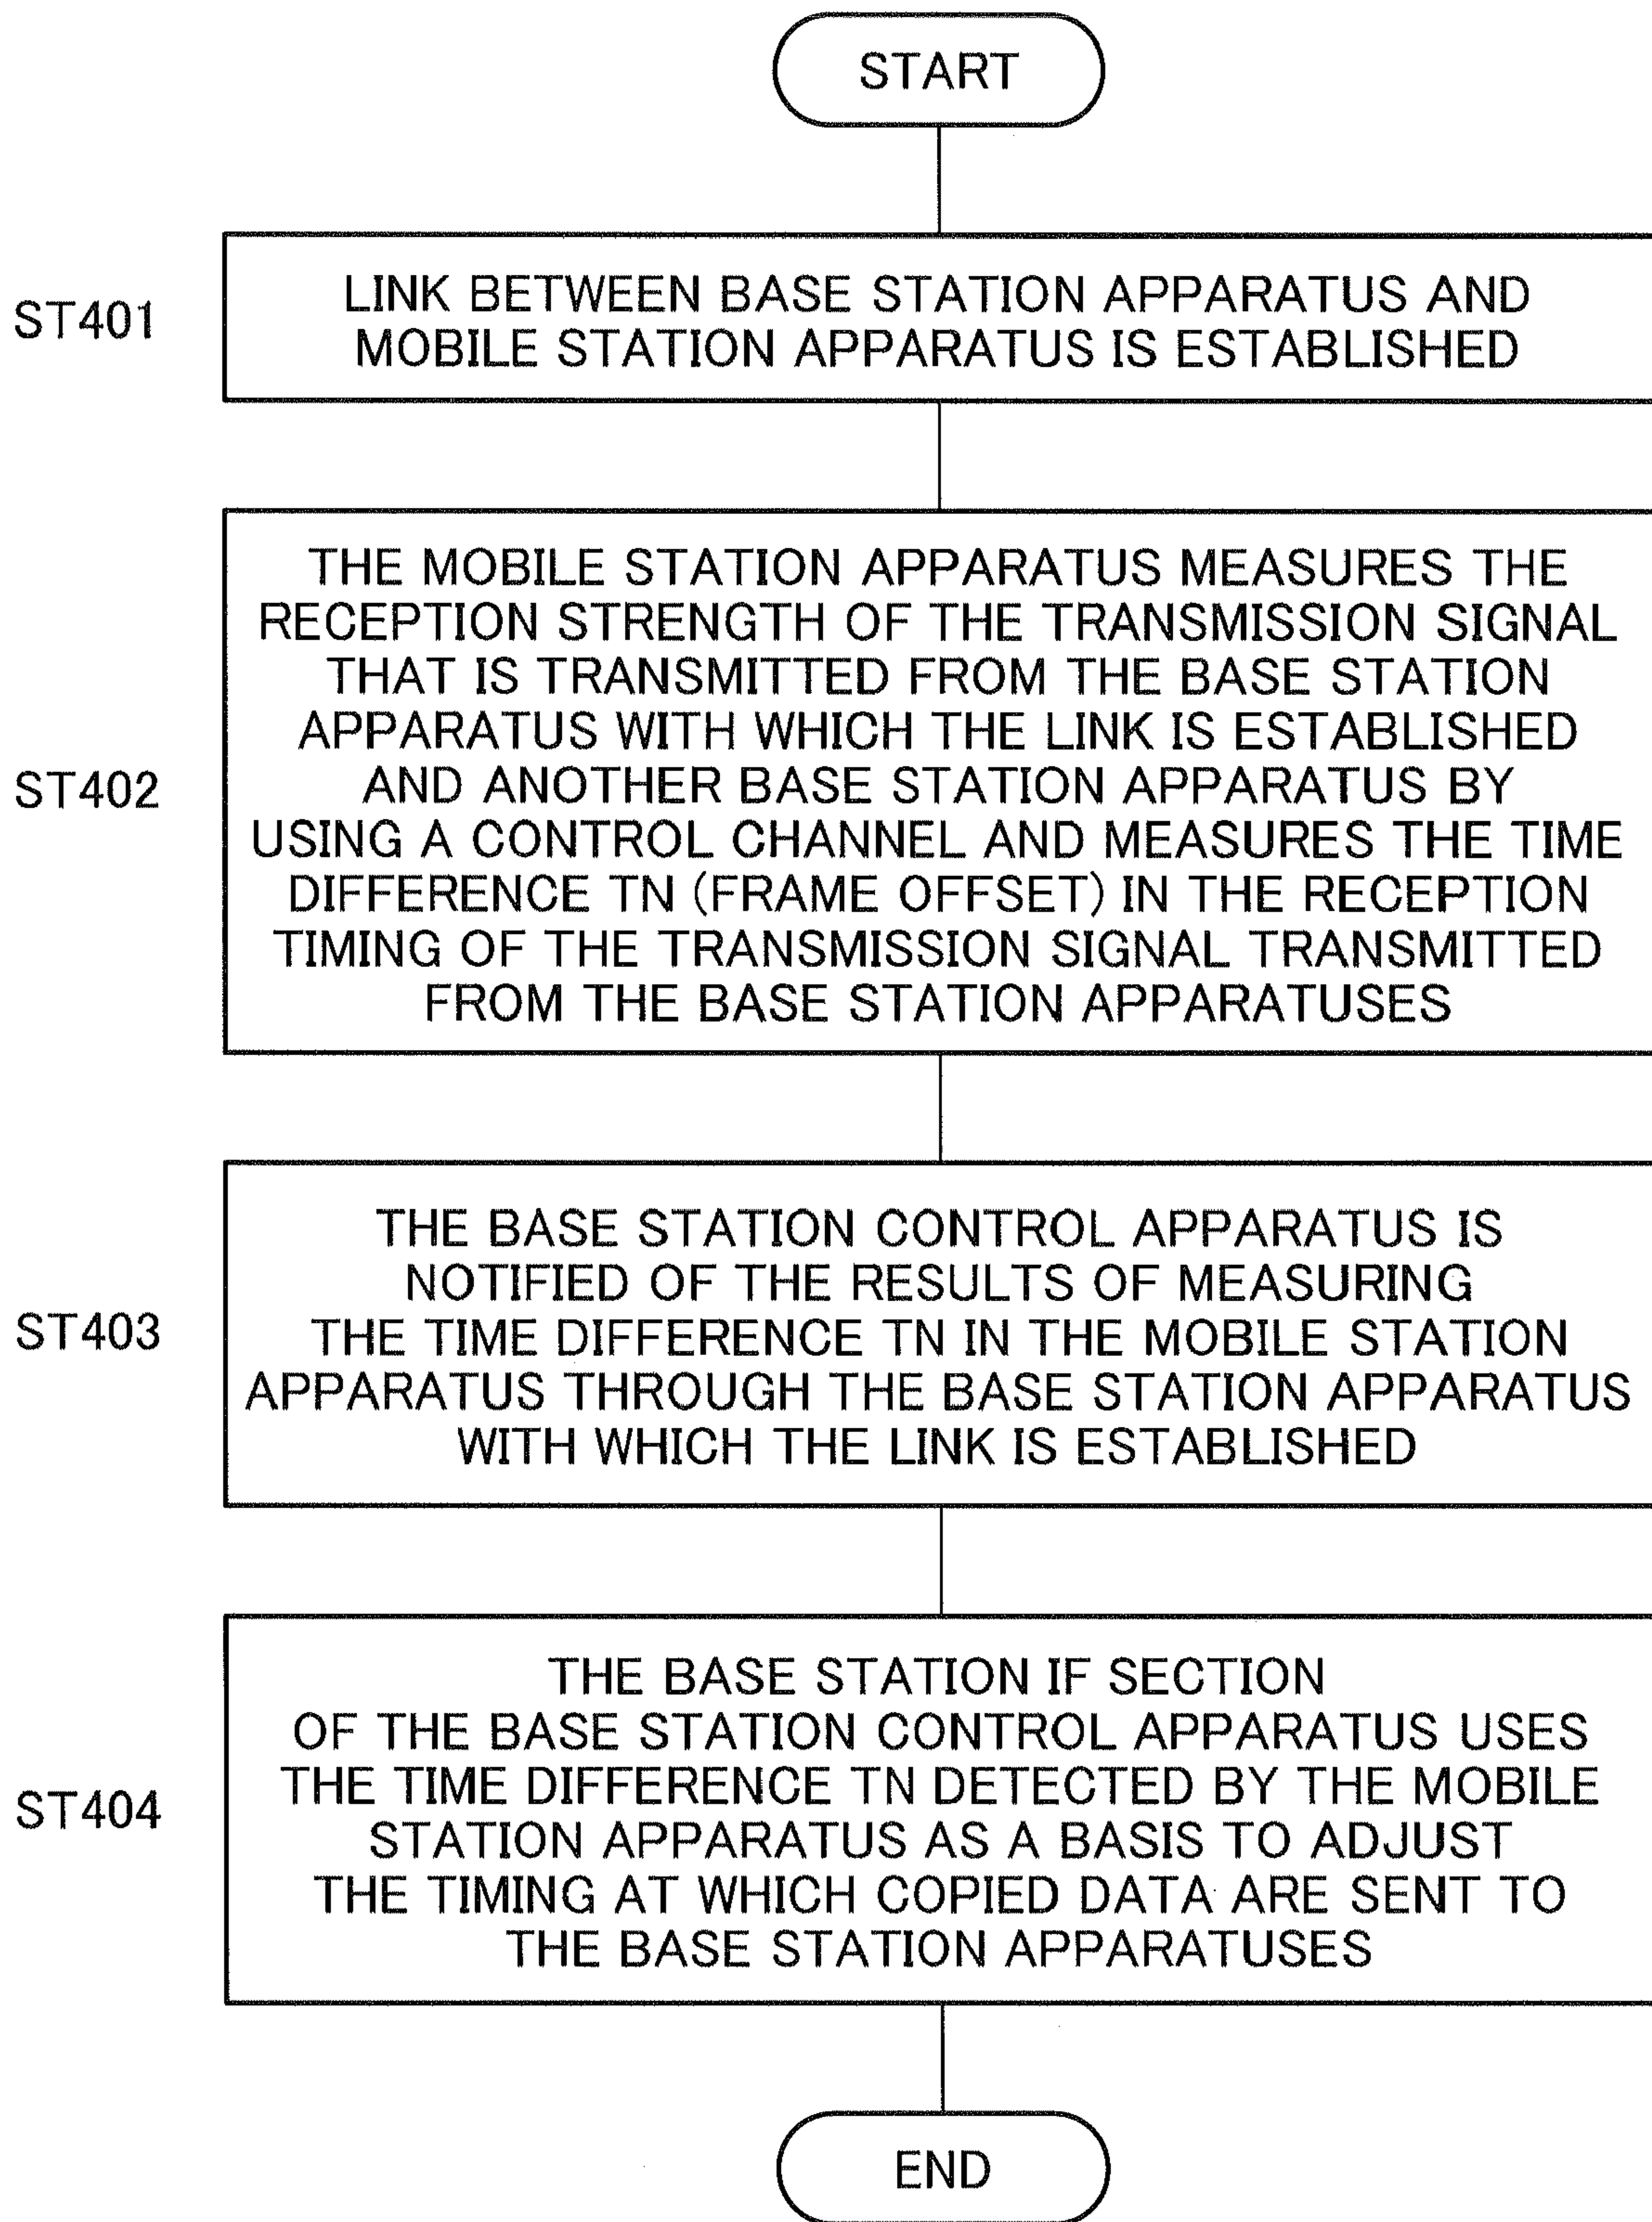 START
ST401
LINK BETWEEN BASE STATION APPARATUS AND
MOBILE STATION APPARATUS IS ESTABLISHED
ST402
THE MOBILE STATION APPARATUS MEASURES THE
RECEPTION STRENGTH OF THE TRANSMISSION SIGNAL
THAT IS TRANSMITTED FROM THE BASE STATION
APPARATUS WITH WHICH THE LINK IS ESTABLISHED
AND ANOTHER BASE STATION APPARATUS BY
USING A CONTROL CHANNEL AND MEASURES THE TIME
DIFFERENCE TN (FRAME OFFSET) IN THE RECEPTION
TIMING OF THE TRANSMISSION SIGNAL TRANSMITTED
FROM THE BASE STATION APPARATUSES
ST403
THE BASE STATION CONTROL APPARATUS IS
NOTIFIED OF THE RESULTS OF MEASURING
THE TIME DIFFERENCE TN IN THE MOBILE STATION
APPARATUS THROUGH THE BASE STATION APPARATUS
WITH WHICH THE LINK IS ESTABLISHED
ST404
THE BASE STATION IF SECTION
OF THE BASE STATION CONTROL APPARATUS USES
THE TIME DIFFERENCE TN DETECTED BY THE MOBILE
STATION APPARATUS AS A BASIS TO ADJUST
THE TIMING AT WHICH COPIED DATA ARE SENT TO
THE BASE STATION APPARATUSES
END